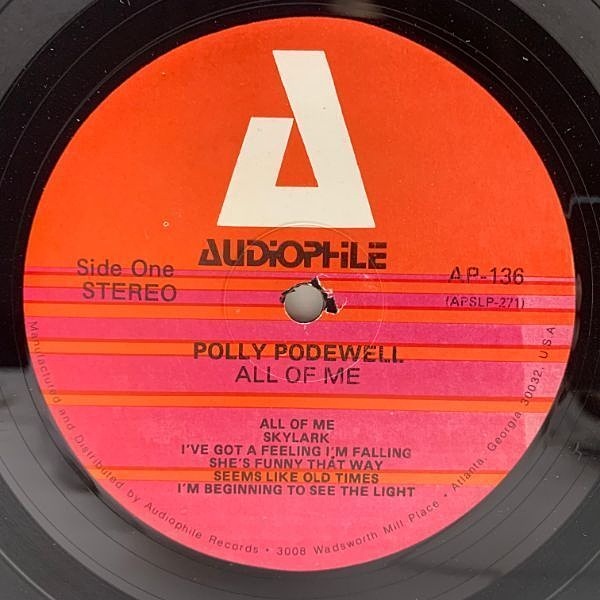 AUDIOPHILE
Side One
STEREO
AP-136
(APSLP-271)
POLLY PODEWELL
ALL OF ME
ALL OF ME
SKYLARK
I'VE GOT A FEELING I'M FALLING
SHE'S FUNNY THAT WAY
SEEMS LIKE OLD TIMES
I'M BEGINNING TO SEE THE LIGHT
Manufactured and Distributed by Audiophile Records • 3008 Wadsworth Mill Place • Atlanta, Georgia 30032, U.S.A.